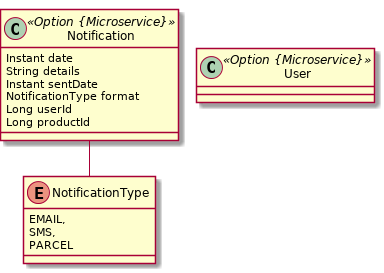 C «Option {Microservice}»
Notification
Instant date
String details
Instant sentDate
NotificationType format
Long userId
Long productId
C «Option {Microservice}»
User
E NotificationType
EMAIL,
SMS,
PARCEL